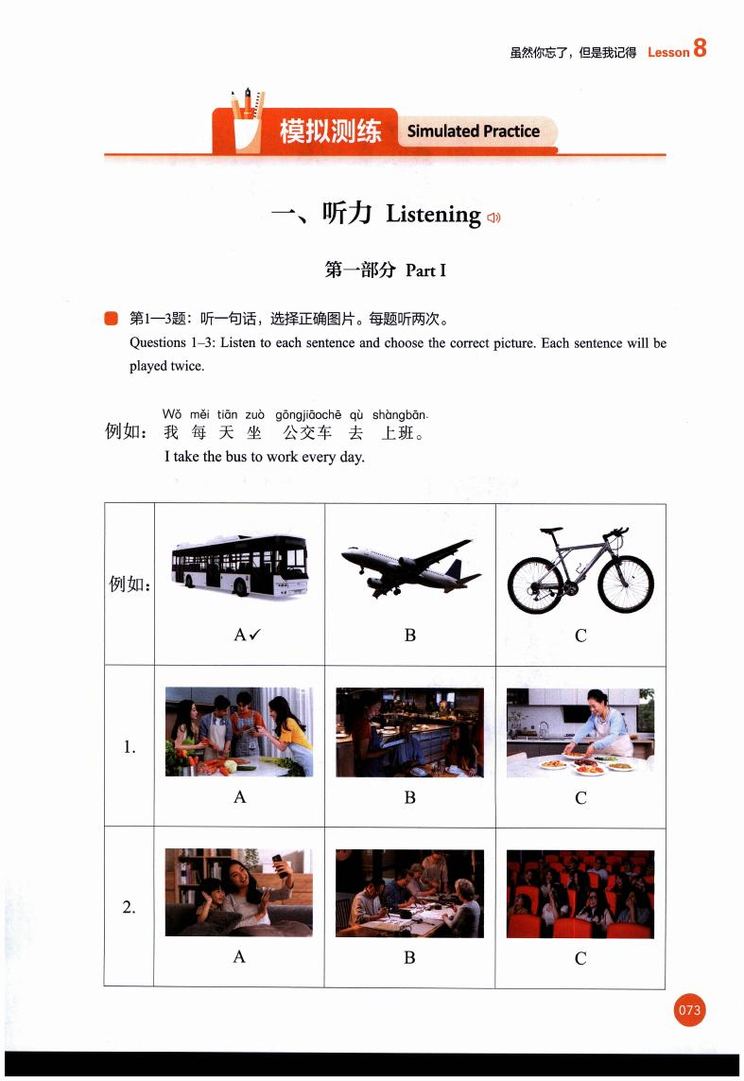 虽然你忘了，但是我记得 Lesson 8
模拟测练 Simulated Practice
一、听力 Listening
第一部分 Part I
第1—3题：听一句话，选择正确图片。每题听两次。
Questions 1–3: Listen to each sentence and choose the correct picture. Each sentence will be
played twice.
Wǒ měi tiān zuò gōngjiāochē qù shàngbān.
例如： 我 每 天 坐 公交车 去 上班。
I take the bus to work every day.
例如：
A✓ B C
1.
A B C
2.
A B C
073